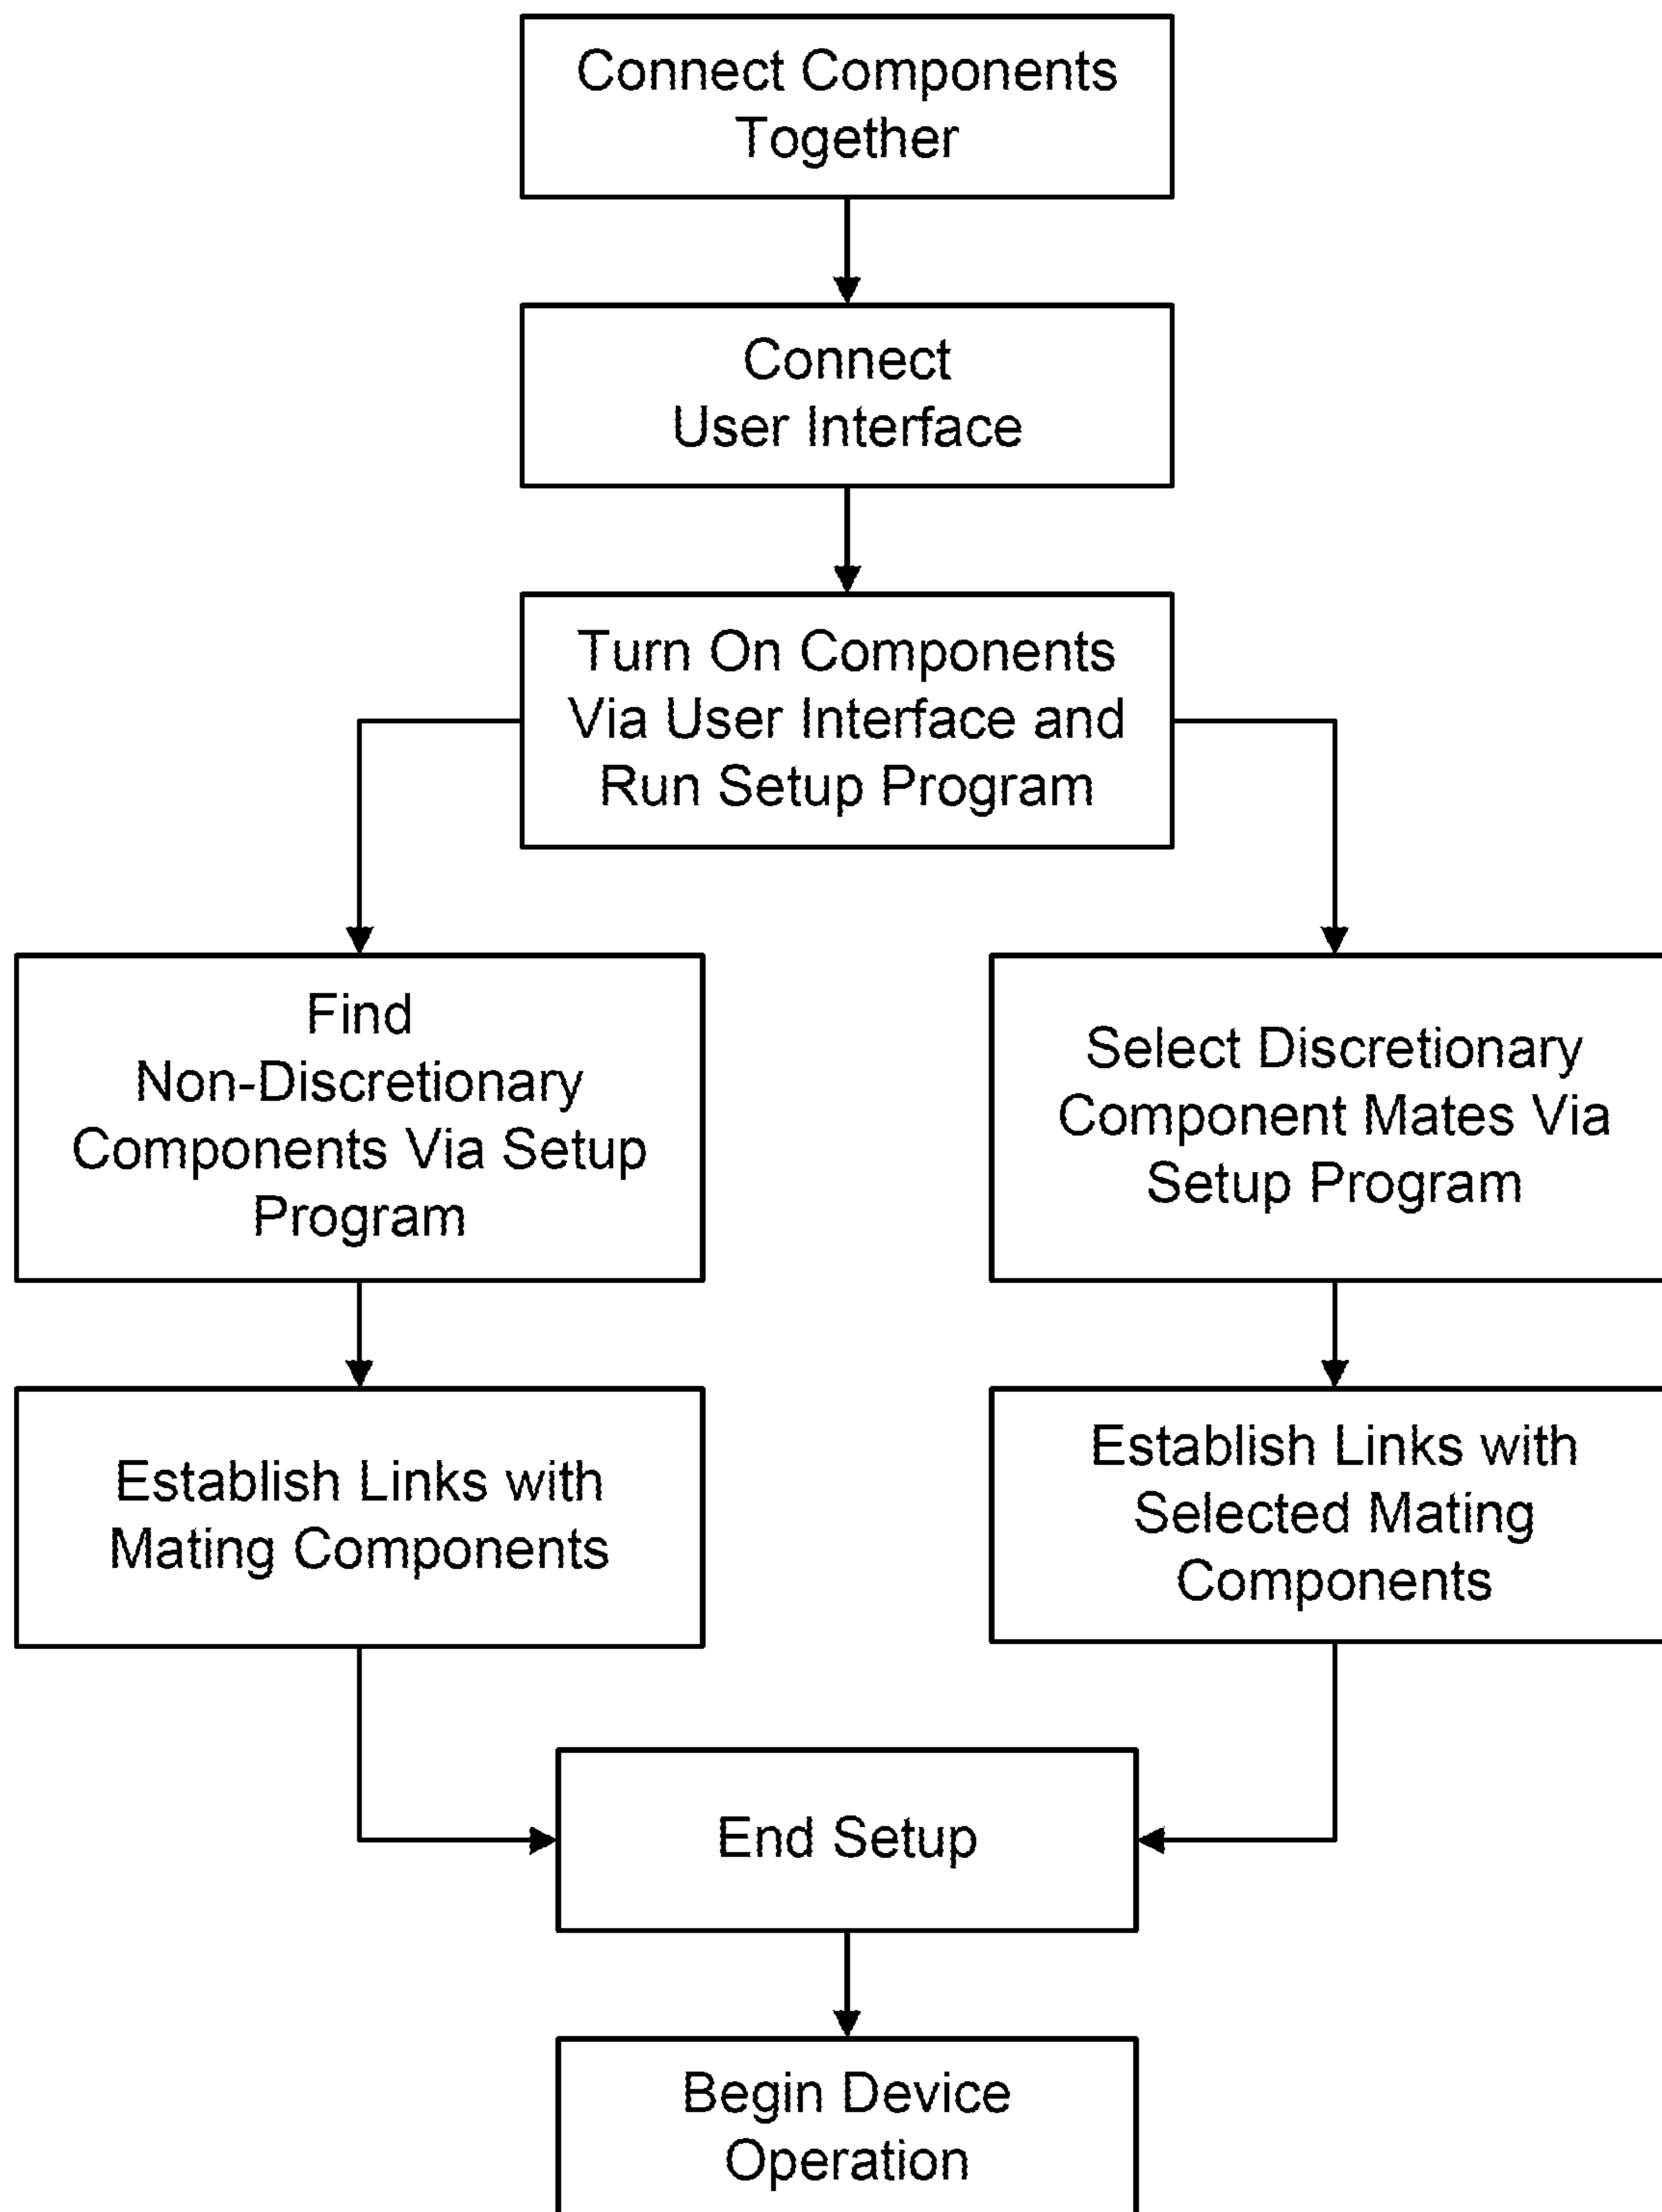 Connect Components
Together
Connect
User Interface
Turn On Components
Via User Interface and
Run Setup Program
Find
Non-Discretionary
Components Via Setup
Program
Select Discretionary
Component Mates Via
Setup Program
Establish Links with
Mating Components
Establish Links with
Selected Mating
Components
End Setup
Begin Device
Operation